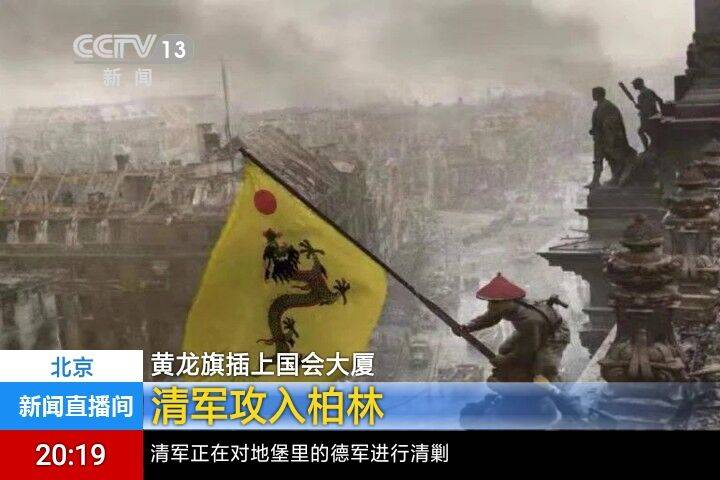 CCTV 13
新闻
北京
黄龙旗插上国会大厦
新闻直播间
清军攻入柏林
20:19
清军正在对地堡里的德军进行清剿